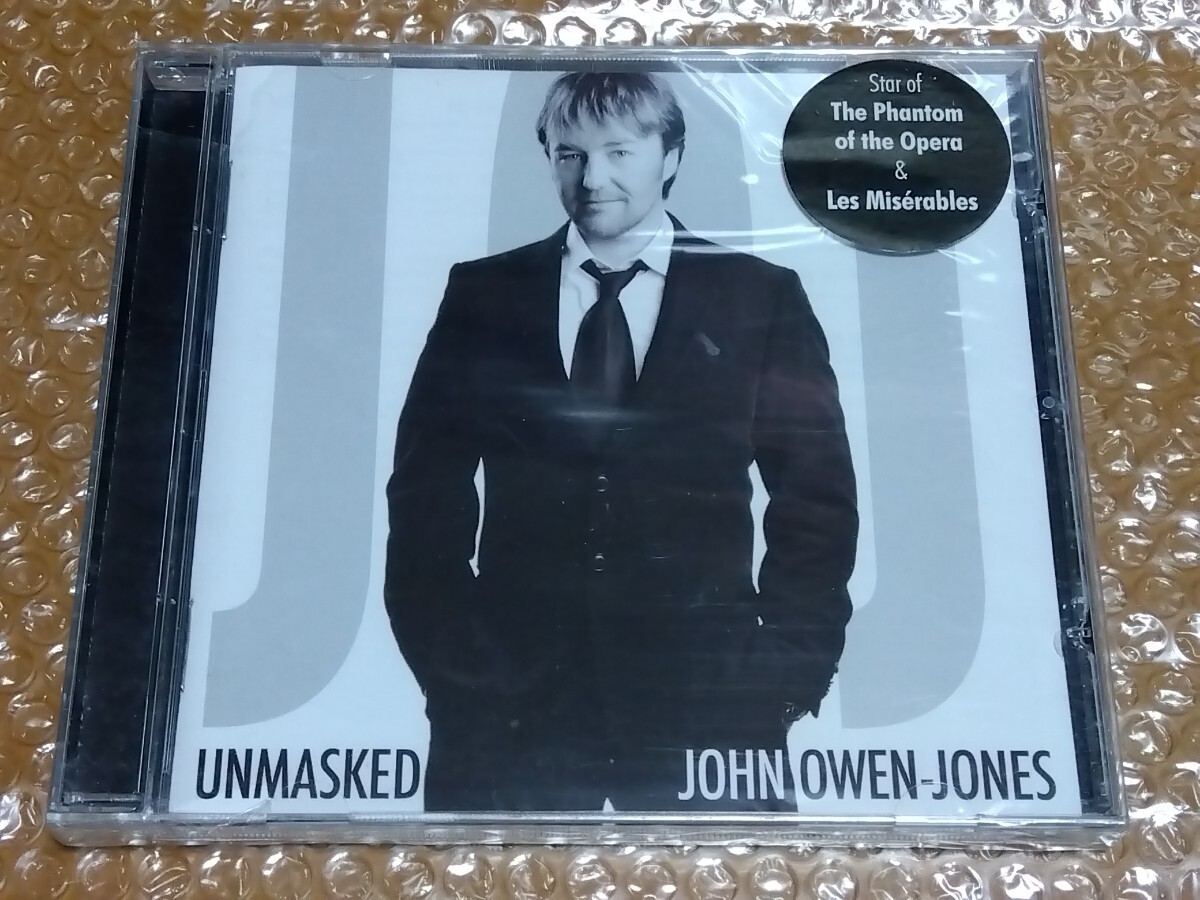 JOJ
Star of
The Phantom
of the Opera
&
Les Misérables
UNMASKED
JOHN OWEN-JONES